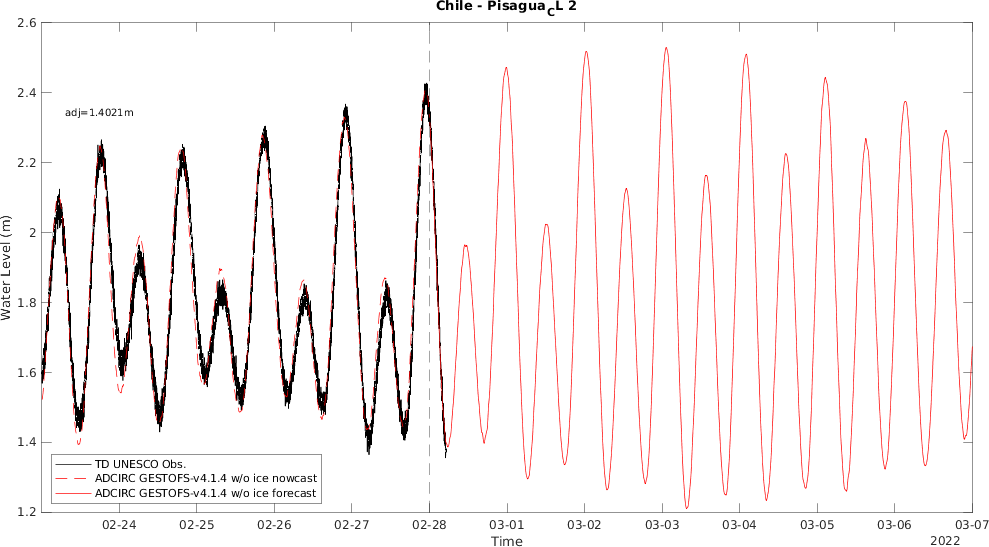 Chile - PisaguaCL 2
2.6
2.4
2.2
2
1.8
1.6
1.4
1.2
Water Level (m)
adj=1.4021m
TD UNESCO Obs.
ADCIRC GESTOFS-v4.1.4 w/o ice nowcast
ADCIRC GESTOFS-v4.1.4 w/o ice forecast
02-24 02-25 02-26 02-27 02-28 03-01 03-02 03-03 03-04 03-05 03-06 03-07
Time
2022